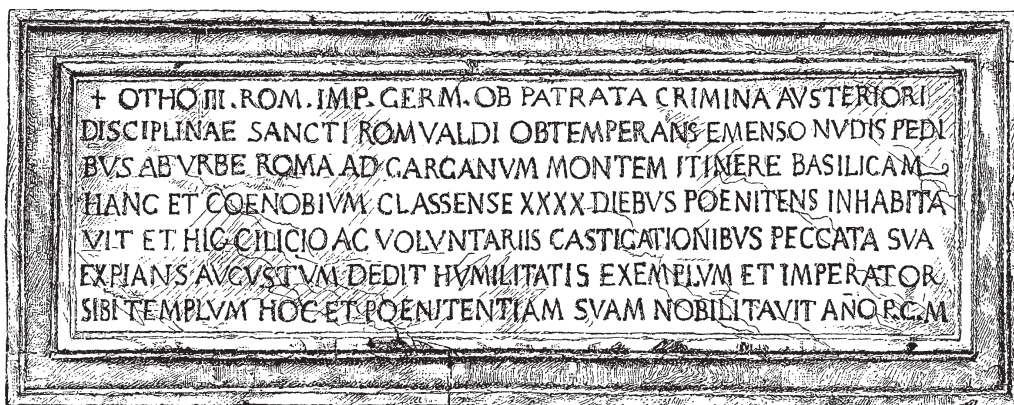 + OTHO III. ROM. IMP. GERM. OB PATRATA CRIMINA AVSTERIORI
DISCIPLINAE SANCTI ROMVALDI OBTEMPERANS EMENSO NVDIS PEDI
BVS AB VRBE ROMA AD GARGANVM MONTEM ITINERE BASILICAM
HANC ET COENOBIVM CLASSENSE XXXX DIEBVS POENITENS INHABITA
VIT ET HIC CILICIO AC VOLVNTARIIS CASTIGATIONIBVS PECCATA SVA
EXPIANS AVGVSTVM DEDIT HVMILITATIS EXEMPLVM ET IMPERATOR
SIBI TEMPLVM HOC ET POENITENTIAM SVAM NOBILITAVIT AÑO P.C.M